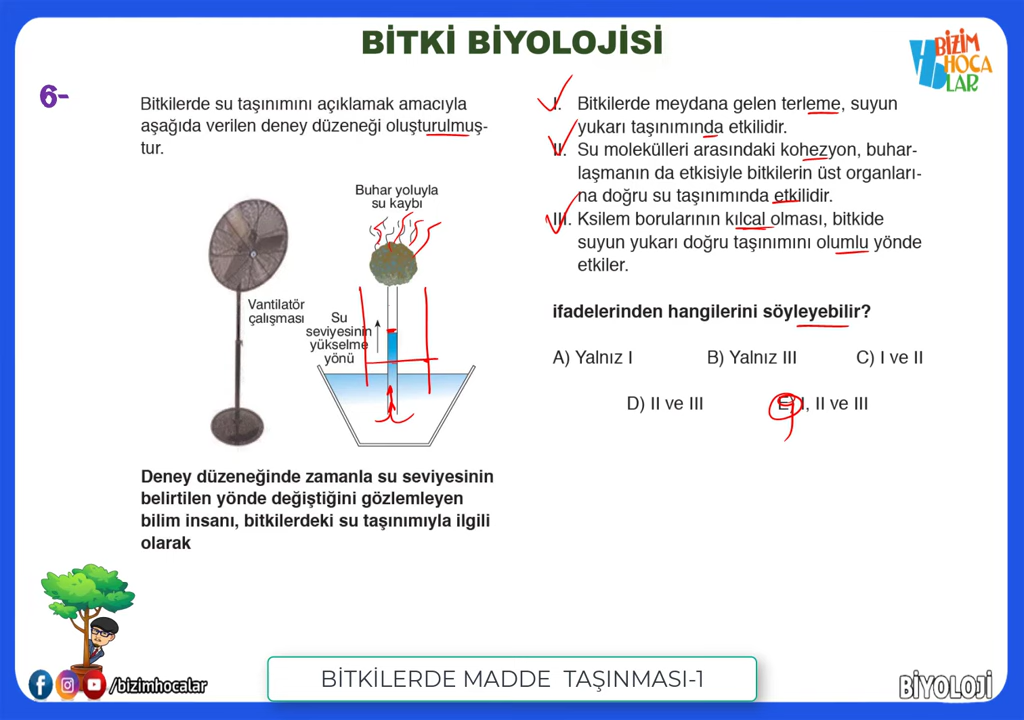 BİTKİ BİYOLOJİSİ
BİZİM
HOCA
LAR
6-
Bitkilerde su taşınımını açıklamak amacıyla
aşağıda verilen deney düzeneği oluşturulmuş-
tur.
Buhar yoluyla
su kaybı
Vantilatör
çalışması
Su
seviyesinin
yükselme
yönü
Deney düzeneğinde zamanla su seviyesinin
belirtilen yönde değiştiğini gözlemleyen
bilim insanı, bitkilerdeki su taşınımıyla ilgili
olarak
I. Bitkilerde meydana gelen terleme, suyun
yukarı taşınımında etkilidir.
II. Su molekülleri arasındaki kohezyon, buhar-
laşmanın da etkisiyle bitkilerin üst organları-
na doğru su taşınımında etkilidir.
III. Ksilem borularının kılcal olması, bitkide
suyun yukarı doğru taşınımını olumlu yönde
etkiler.
ifadelerinden hangilerini söyleyebilir?
A) Yalnız I B) Yalnız III C) I ve II
D) II ve III E) I, II ve III
/bizimhocalar
BİTKİLERDE MADDE TAŞINMASI-1
BİYOLOJİ